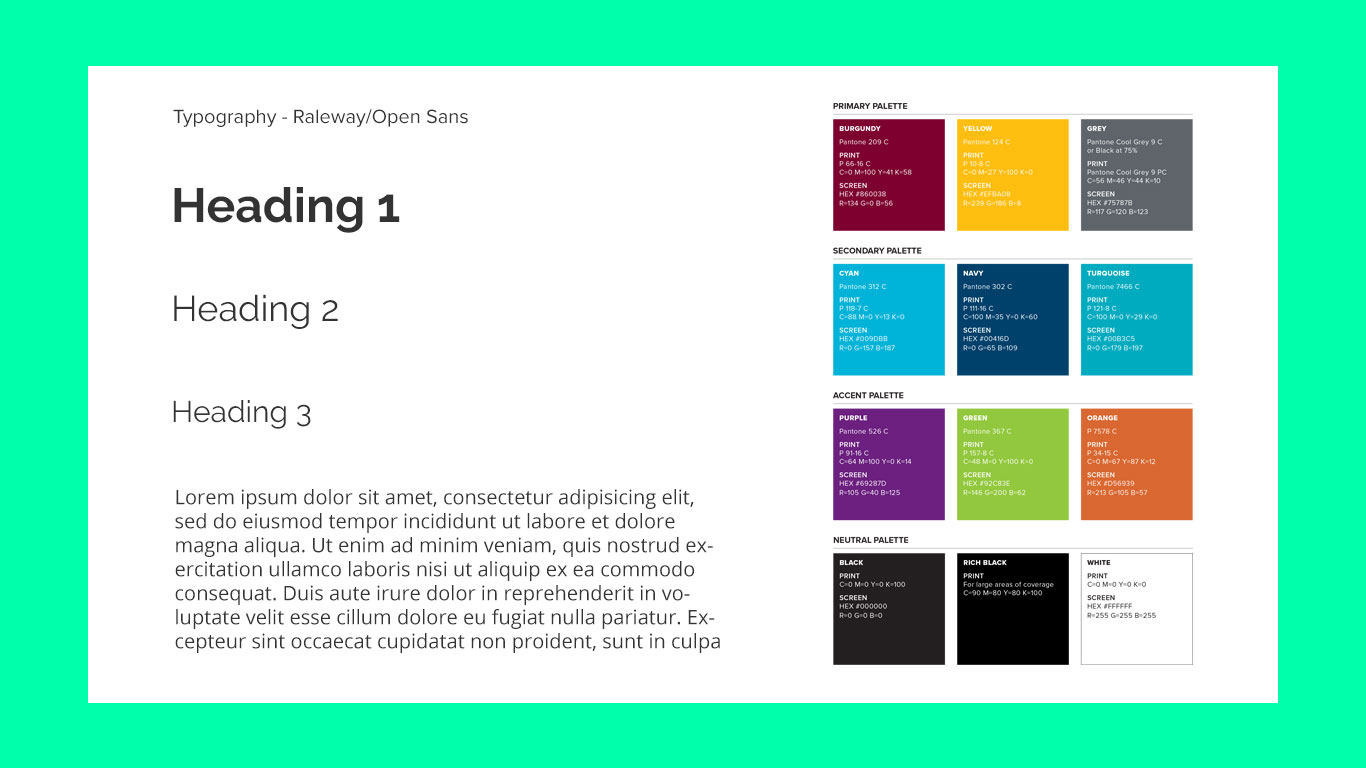 Typography - Raleway/Open Sans
Heading 1
Heading 2
Heading 3
Lorem ipsum dolor sit amet, consectetur adipisicing elit,
sed do eiusmod tempor incididunt ut labore et dolore
magna aliqua. Ut enim ad minim veniam, quis nostrud ex-
ercitation ullamco laboris nisi ut aliquip ex ea commodo
consequat. Duis aute irure dolor in reprehenderit in vo-
luptate velit esse cillum dolore eu fugiat nulla pariatur. Ex-
cepteur sint occaecat cupidatat non proident, sunt in culpa
PRIMARY PALETTE
BURGUNDY
Pantone 209 C
PRINT
P 66-16 C
C=0 M=100 Y=41 K=58
SCREEN
HEX #860038
R=134 G=0 B=56
YELLOW
Pantone 124 C
PRINT
P 10-8 C
C=0 M=27 Y=100 K=0
SCREEN
HEX #EFBA08
R=239 G=186 B=8
GREY
Pantone Cool Grey 9 C
or Black at 75%
PRINT
Pantone Cool Grey 9 PC
C=56 M=46 Y=44 K=10
SCREEN
HEX #75787B
R=117 G=120 B=123
SECONDARY PALETTE
CYAN
Pantone 312 C
PRINT
P 118-7 C
C=88 M=0 Y=13 K=0
SCREEN
HEX #009DBB
R=0 G=157 B=187
NAVY
Pantone 302 C
PRINT
P 111-16 C
C=100 M=35 Y=0 K=60
SCREEN
HEX #00416D
R=0 G=65 B=109
TURQUOISE
Pantone 7466 C
PRINT
P 121-8 C
C=100 M=0 Y=29 K=0
SCREEN
HEX #00B3C5
R=0 G=179 B=197
ACCENT PALETTE
PURPLE
Pantone 526 C
PRINT
P 91-16 C
C=64 M=100 Y=0 K=14
SCREEN
HEX #69287D
R=105 G=40 B=125
GREEN
Pantone 367 C
PRINT
P 157-8 C
C=48 M=0 Y=100 K=0
SCREEN
HEX #92C83E
R=146 G=200 B=62
ORANGE
P 7578 C
PRINT
P 34-15 C
C=0 M=67 Y=87 K=12
SCREEN
HEX #D56939
R=213 G=105 B=57
NEUTRAL PALETTE
BLACK
PRINT
C=0 M=0 Y=0 K=100
SCREEN
HEX #000000
R=0 G=0 B=0
RICH BLACK
PRINT
For large areas of coverage
C=90 M=80 Y=80 K=100
WHITE
PRINT
C=0 M=0 Y=0 K=0
SCREEN
HEX #FFFFFF
R=255 G=255 B=255